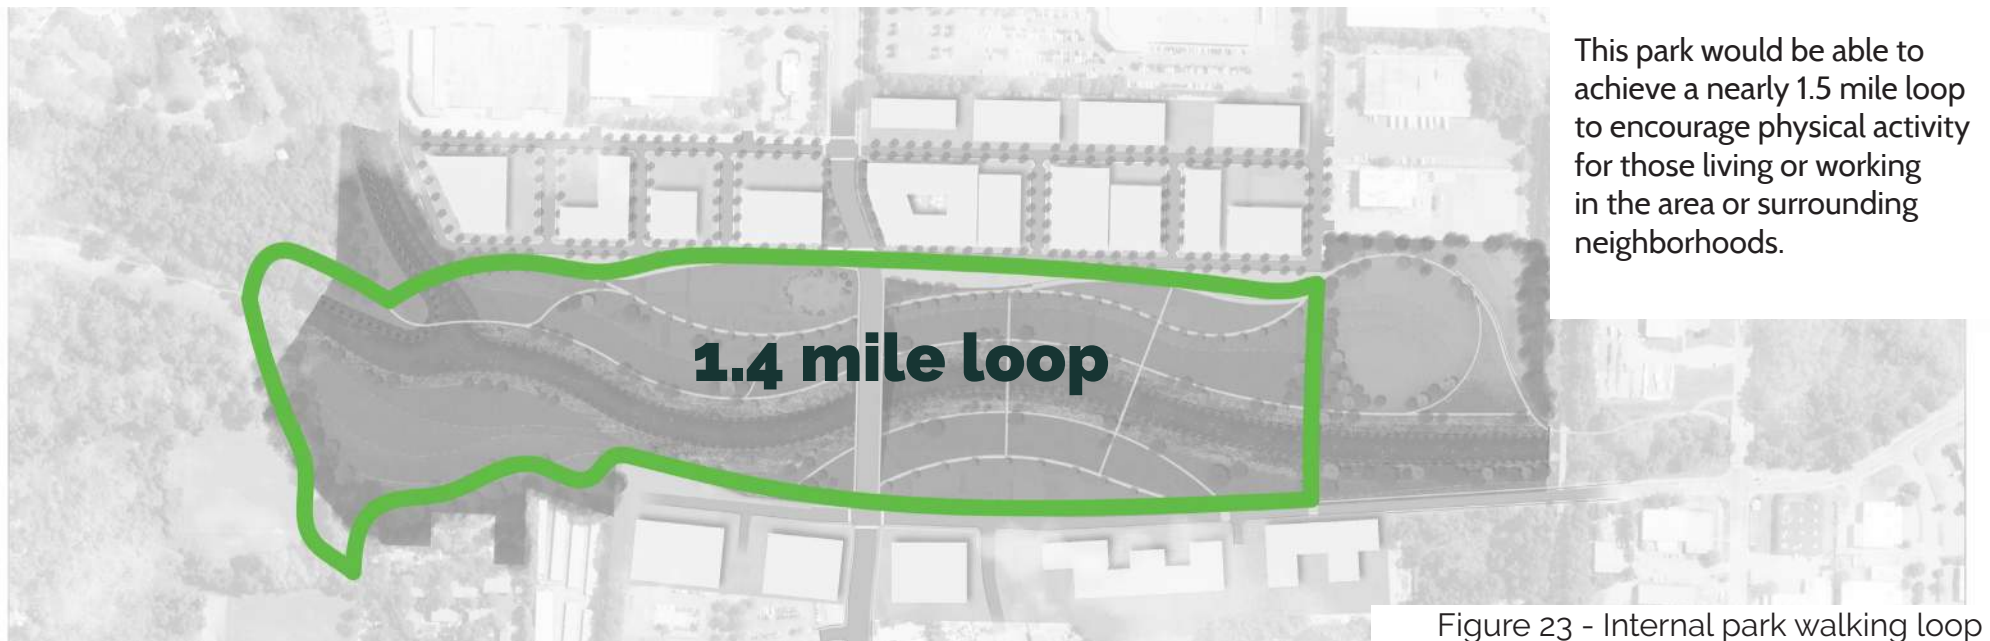 This park would be able to
achieve a nearly 1.5 mile loop
to encourage physical activity
for those living or working
in the area or surrounding
neighborhoods.
1.4 mile loop
Figure 23 - Internal park walking loop